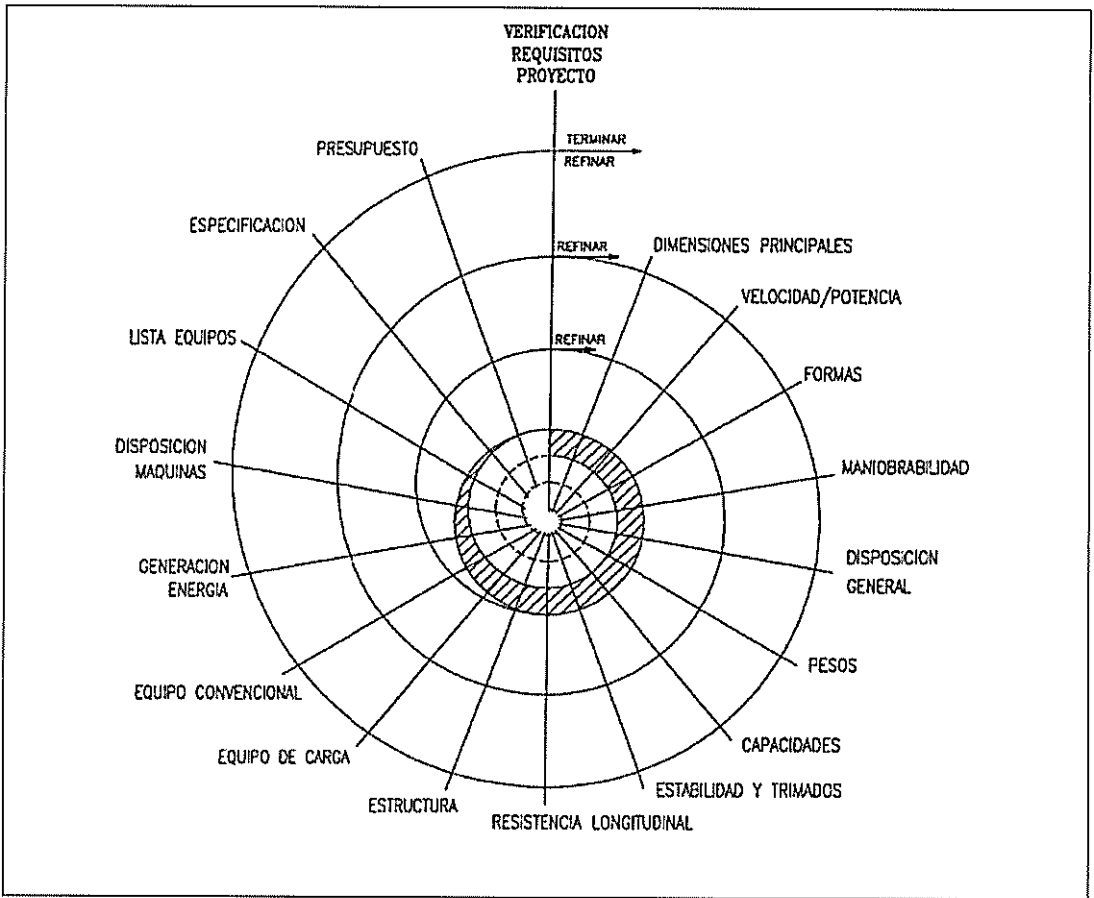 VERIFICACION
REQUISITOS
PROYECTO
TERMINAR
REFINAR
PRESUPUESTO
ESPECIFICACION
REFINAR
DIMENSIONES PRINCIPALES
VELOCIDAD/POTENCIA
LISTA EQUIPOS
REFINAR
FORMAS
DISPOSICION
MAQUINAS
MANIOBRABILIDAD
GENERACION
ENERGIA
DISPOSICION
GENERAL
EQUIPO CONVENCIONAL
PESOS
EQUIPO DE CARGA
CAPACIDADES
ESTRUCTURA
ESTABILIDAD Y TRIMADOS
RESISTENCIA LONGITUDINAL